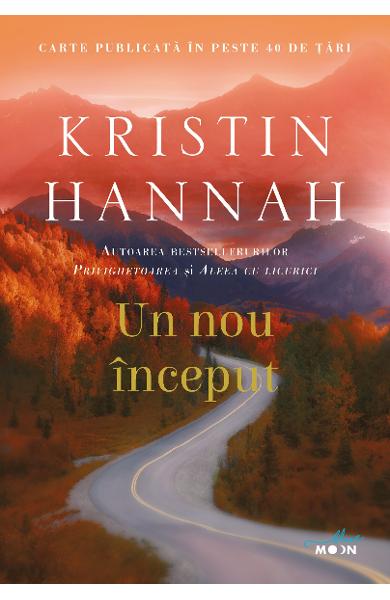 CARTE PUBLICATĂ ÎN PESTE 40 DE ȚĂRI
KRISTIN
HANNAH
AUTOAREA BESTSELLERURILOR
PRIVIGHETOAREA și ALEEA CU LICURICI
Un nou
început
Blue
MOON